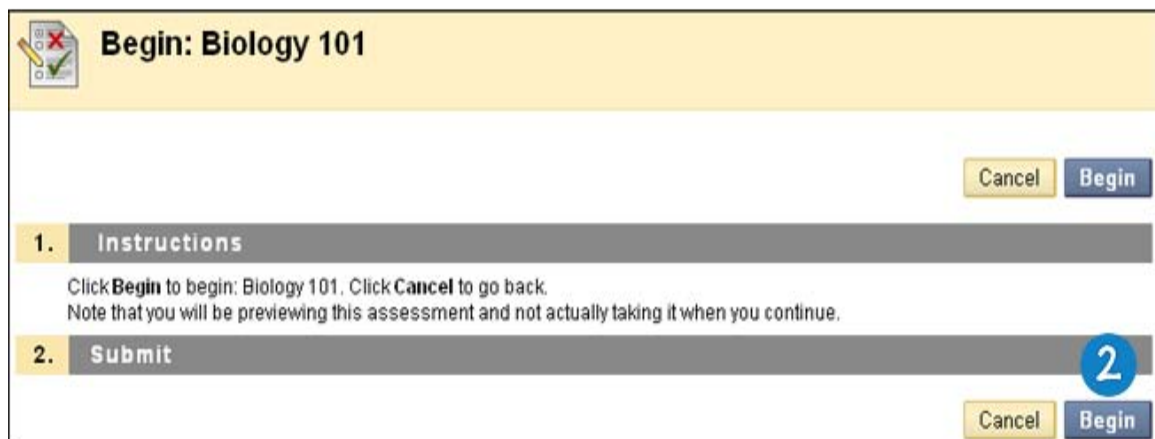 Begin: Biology 101
Cancel Begin
1. Instructions
Click Begin to begin: Biology 101. Click Cancel to go back.
Note that you will be previewing this assessment and not actually taking it when you continue.
2. Submit
2
Cancel Begin